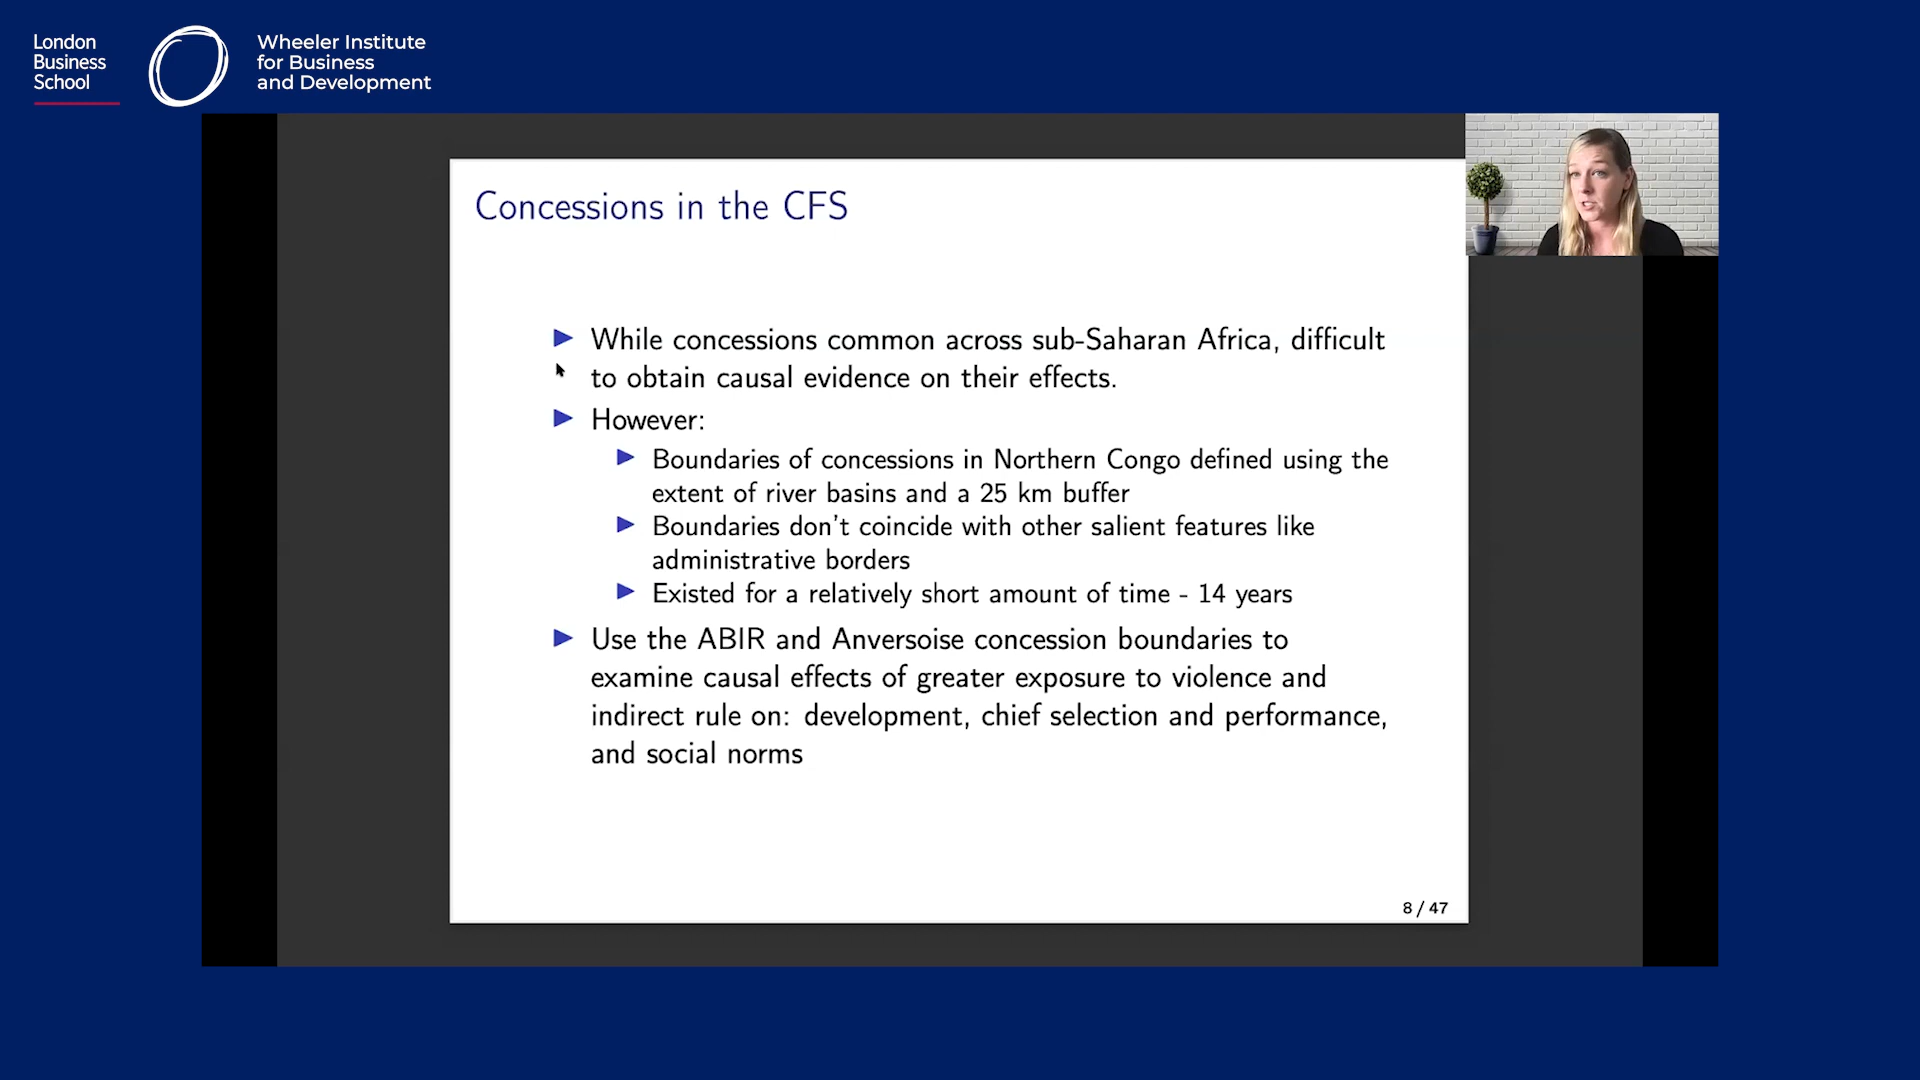 London
Business
School
Wheeler Institute
for Business
and Development
Concessions in the CFS
While concessions common across sub-Saharan Africa, difficult
to obtain causal evidence on their effects.
However:
Boundaries of concessions in Northern Congo defined using the
extent of river basins and a 25 km buffer
Boundaries don't coincide with other salient features like
administrative borders
Existed for a relatively short amount of time - 14 years
Use the ABIR and Anversoise concession boundaries to
examine causal effects of greater exposure to violence and
indirect rule on: development, chief selection and performance,
and social norms
8 / 47